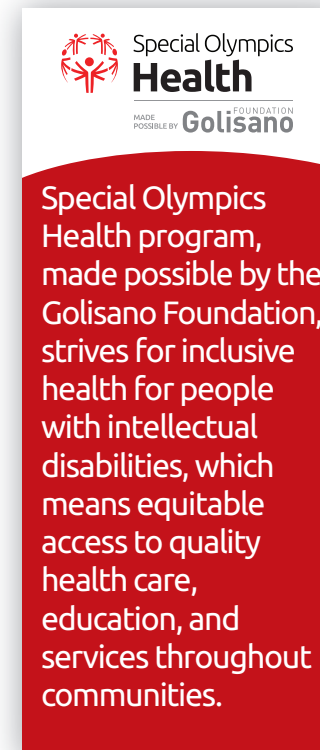 Special Olympics
Health
MADE
POSSIBLE BY
FOUNDATION
Golisano
Special Olympics
Health program,
made possible by the
Golisano Foundation,
strives for inclusive
health for people
with intellectual
disabilities, which
means equitable
access to quality
health care,
education, and
services throughout
communities.